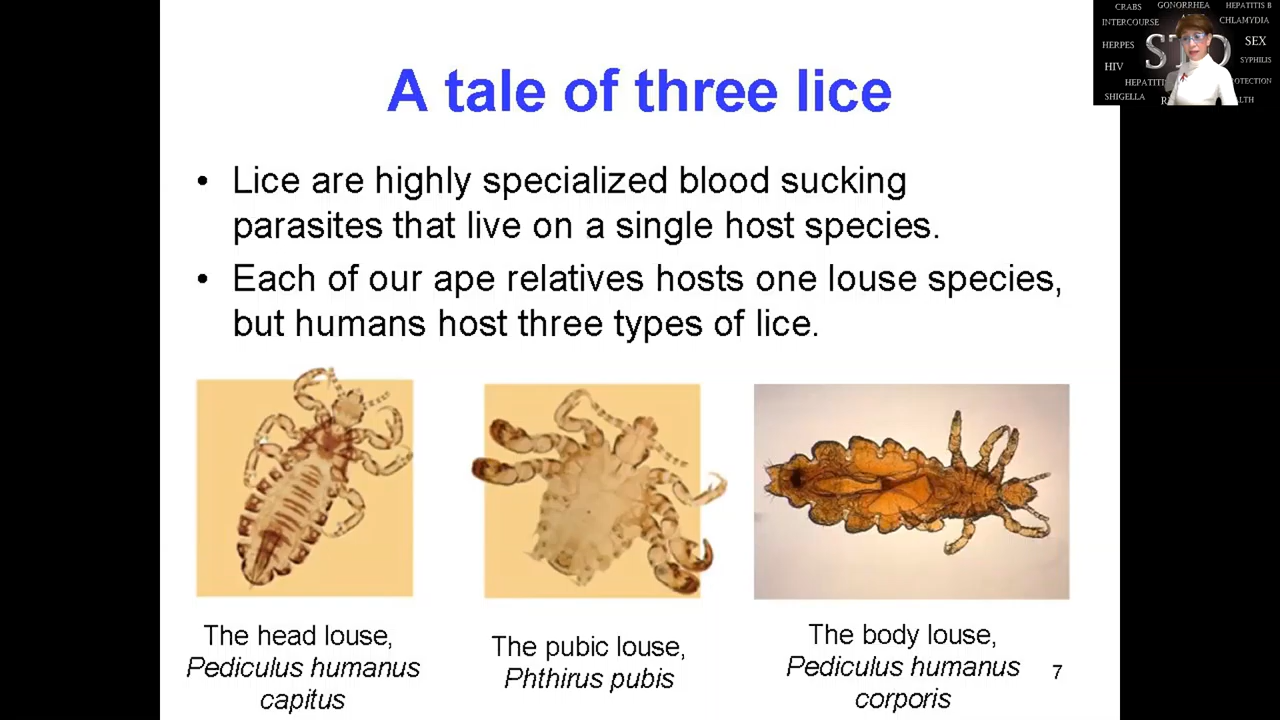 CRABS GONORRHEA HEPATITIS B
INTERCOURSE CHLAMYDIA
HERPES SEX
HIV SYPHILIS
SHIGELLA
A tale of three lice
• Lice are highly specialized blood sucking
parasites that live on a single host species.
• Each of our ape relatives hosts one louse species,
but humans host three types of lice.
The head louse,
Pediculus humanus
capitus
The pubic louse,
Phthirus pubis
The body louse,
Pediculus humanus
corporis
7